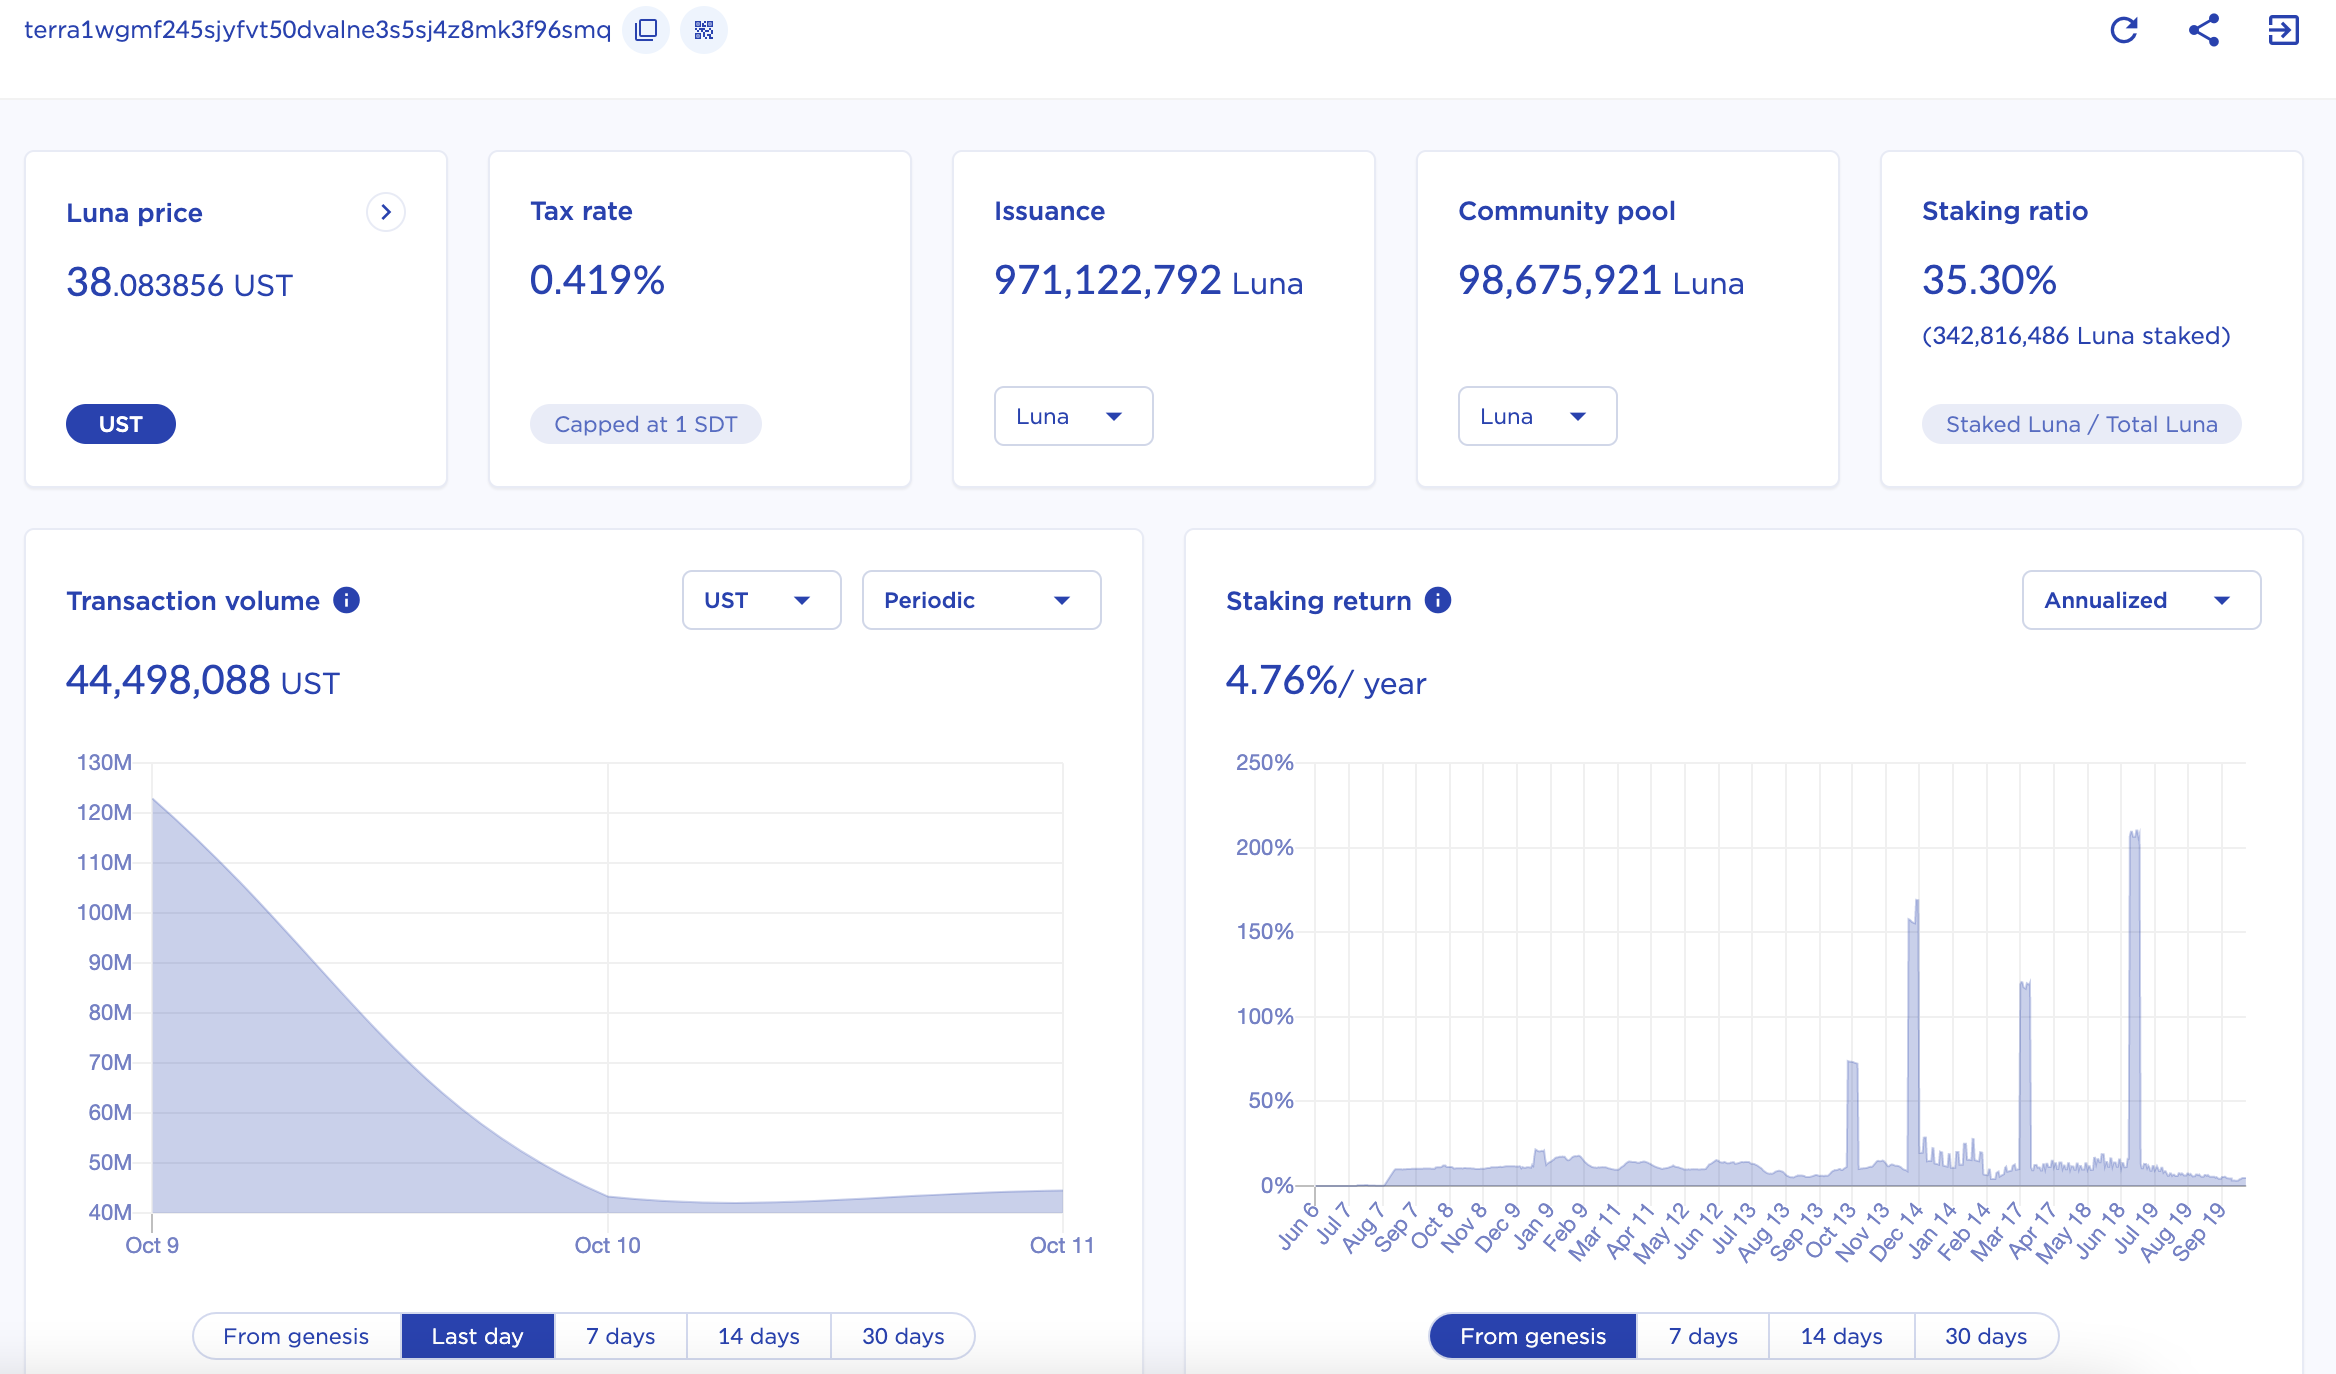 terra1wgmf245sjyfvt50dvalne3s5sj4z8mk3f96smq
Luna price
38.083856 UST
UST
Tax rate
0.419%
Capped at 1 SDT
Issuance
971,122,792 Luna
Luna
Community pool
98,675,921 Luna
Luna
Staking ratio
35.30%
(342,816,486 Luna staked)
Staked Luna / Total Luna
Transaction volume
UST
Periodic
44,498,088 UST
130M
120M
110M
100M
90M
80M
70M
60M
50M
40M
Oct 9
Oct 10
Oct 11
From genesis
Last day
7 days
14 days
30 days
Staking return
Annualized
4.76%/ year
250%
200%
150%
100%
50%
0%
Jun 6
Jul 7
Aug 7
Sep 7
Oct 8
Nov 8
Dec 9
Jan 9
Feb 9
Mar 11
Apr 11
May 12
Jun 12
Jul 13
Aug 13
Sep 13
Oct 13
Nov 13
Dec 14
Jan 14
Feb 14
Mar 17
Apr 17
May 18
Jun 18
Jul 19
Aug 19
Sep 19
From genesis
7 days
14 days
30 days